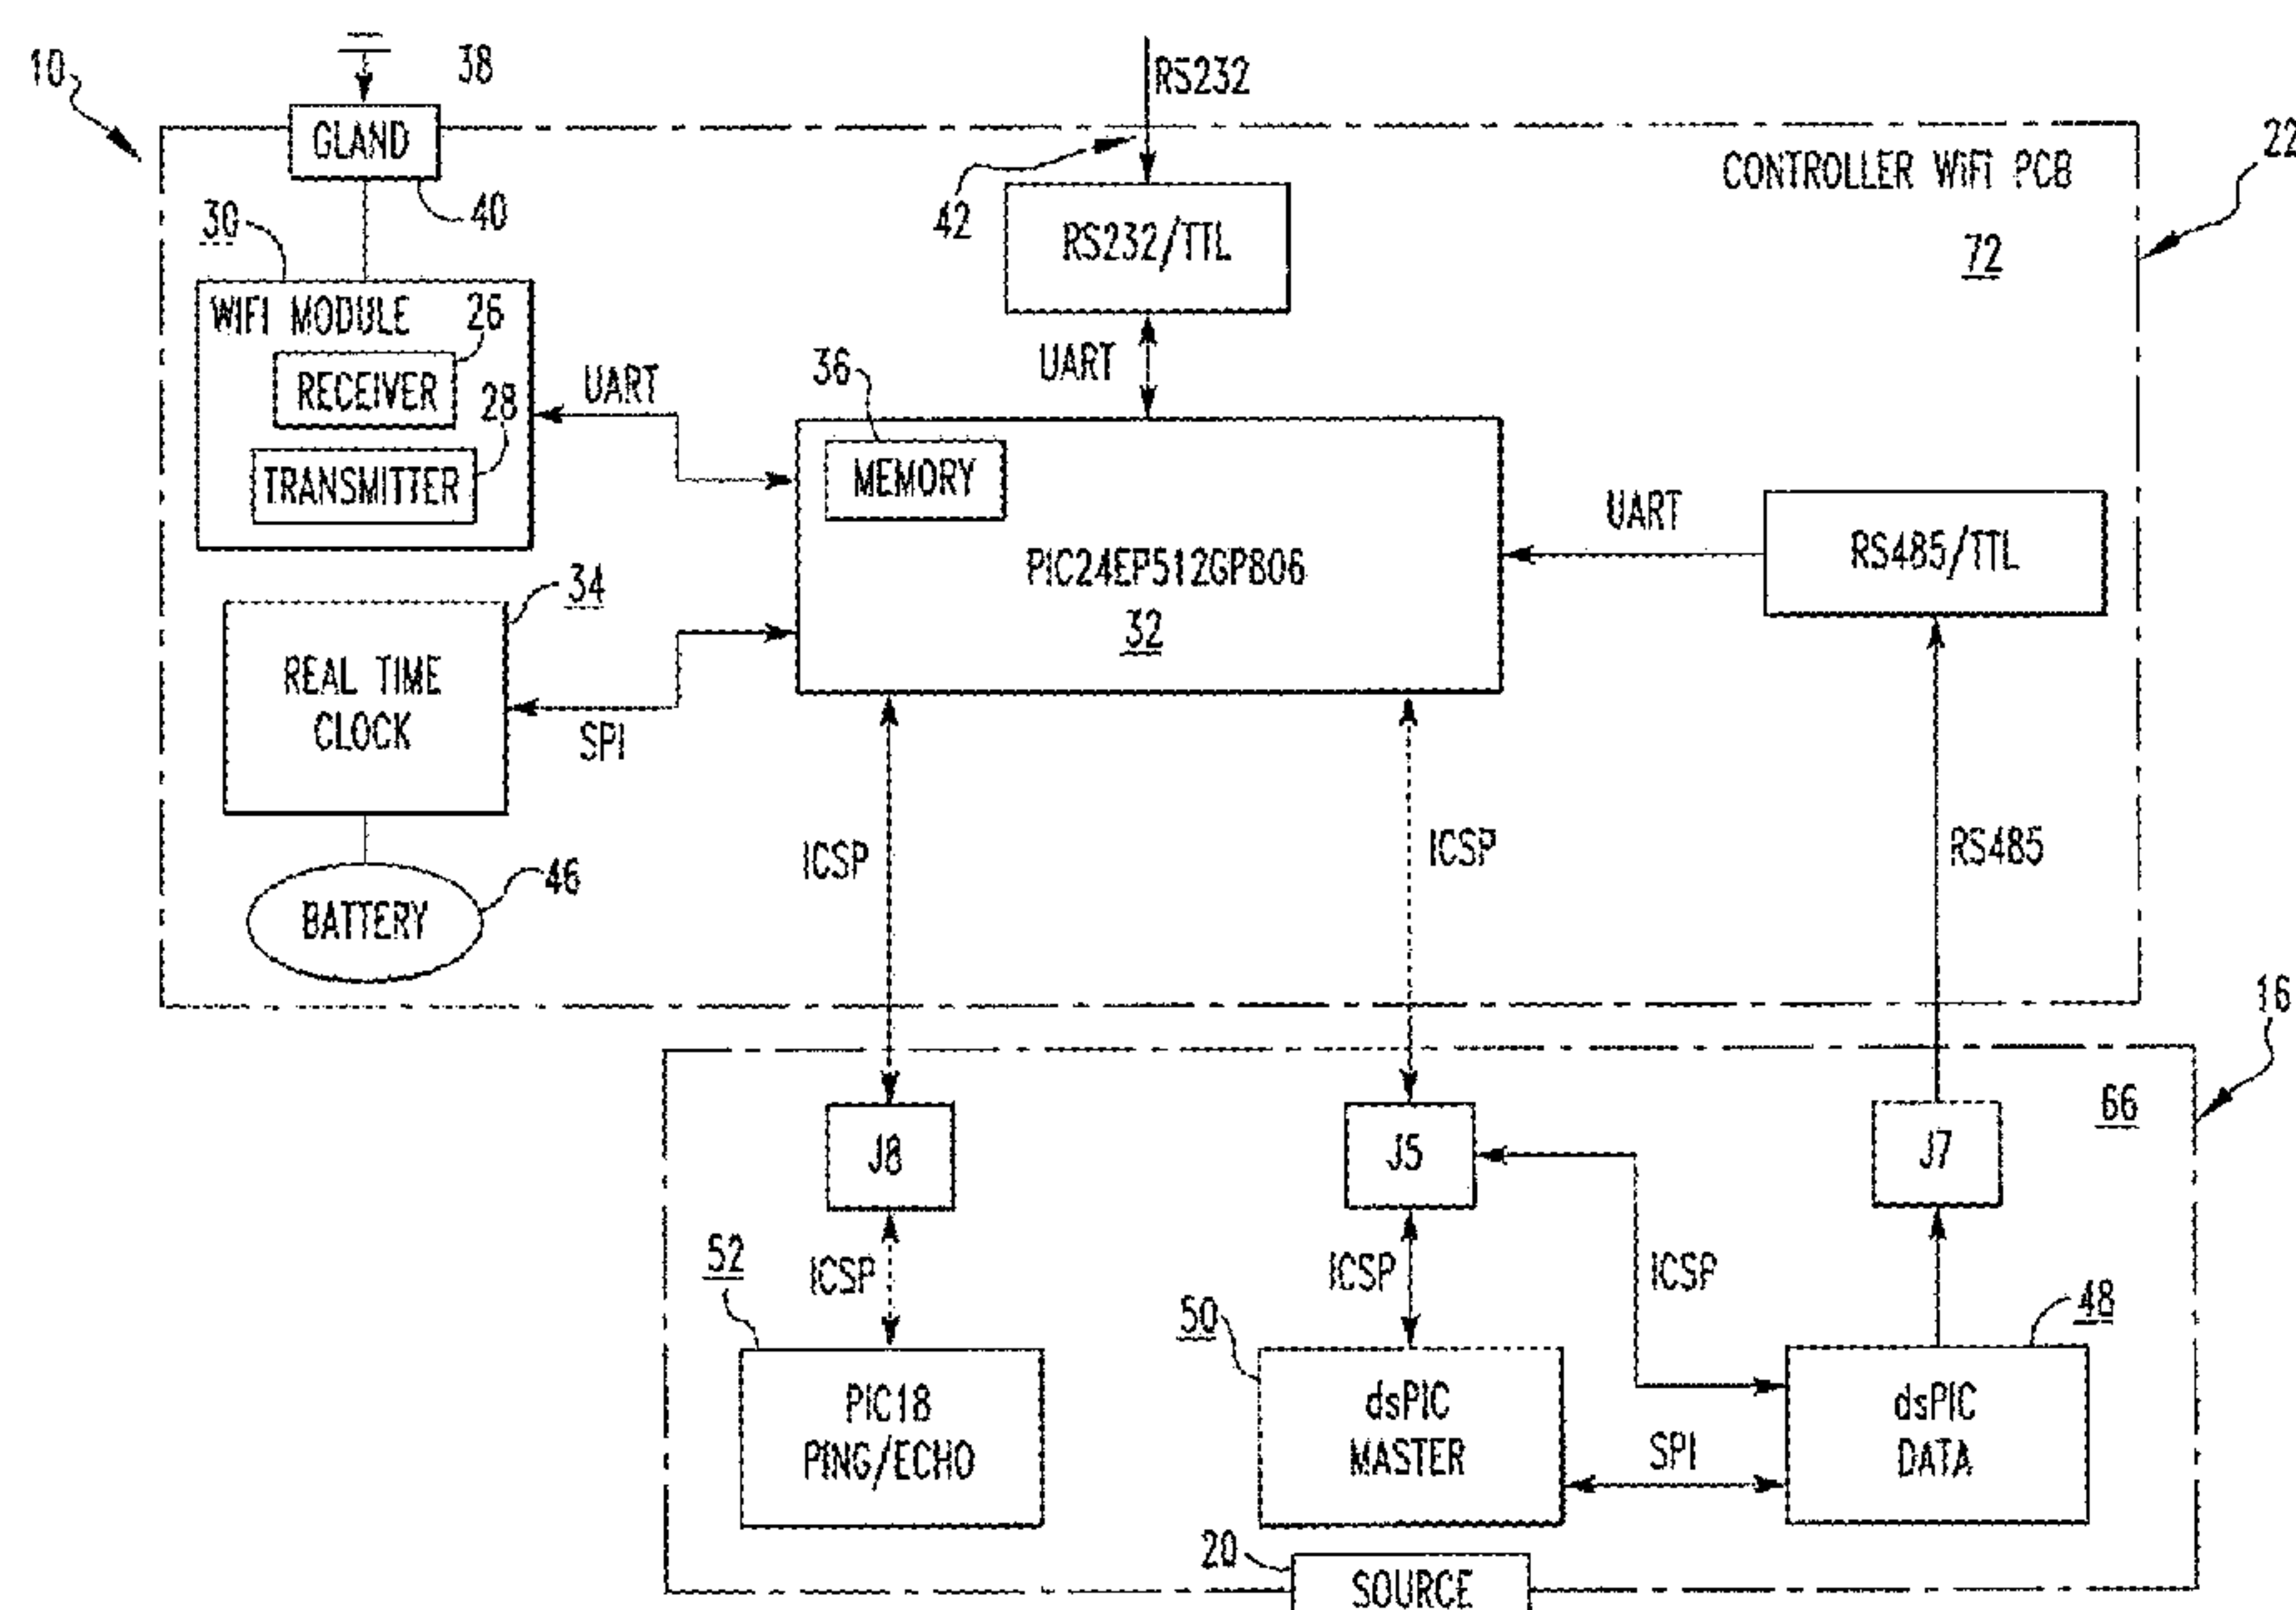 10
38
RS232
GLAND
CONTROLLER WiFi PCB
22
40
42
30
RS232/TTL
72
WIFI MODULE
26
RECEIVER
28
UART
36
UART
TRANSMITTER
MEMORY
UART
RS485/TTL
PIC24EP512GP806
32
34
REAL TIME
CLOCK
SPI
ICSP
ICSP
RS485
46
BATTERY
16
66
J8
J5
J7
52
ICSP
ICSP
ICSP
50
48
PIC18
PING/ECHO
dsPIC
MASTER
SPI
dsPIC
DATA
20
SOURCE